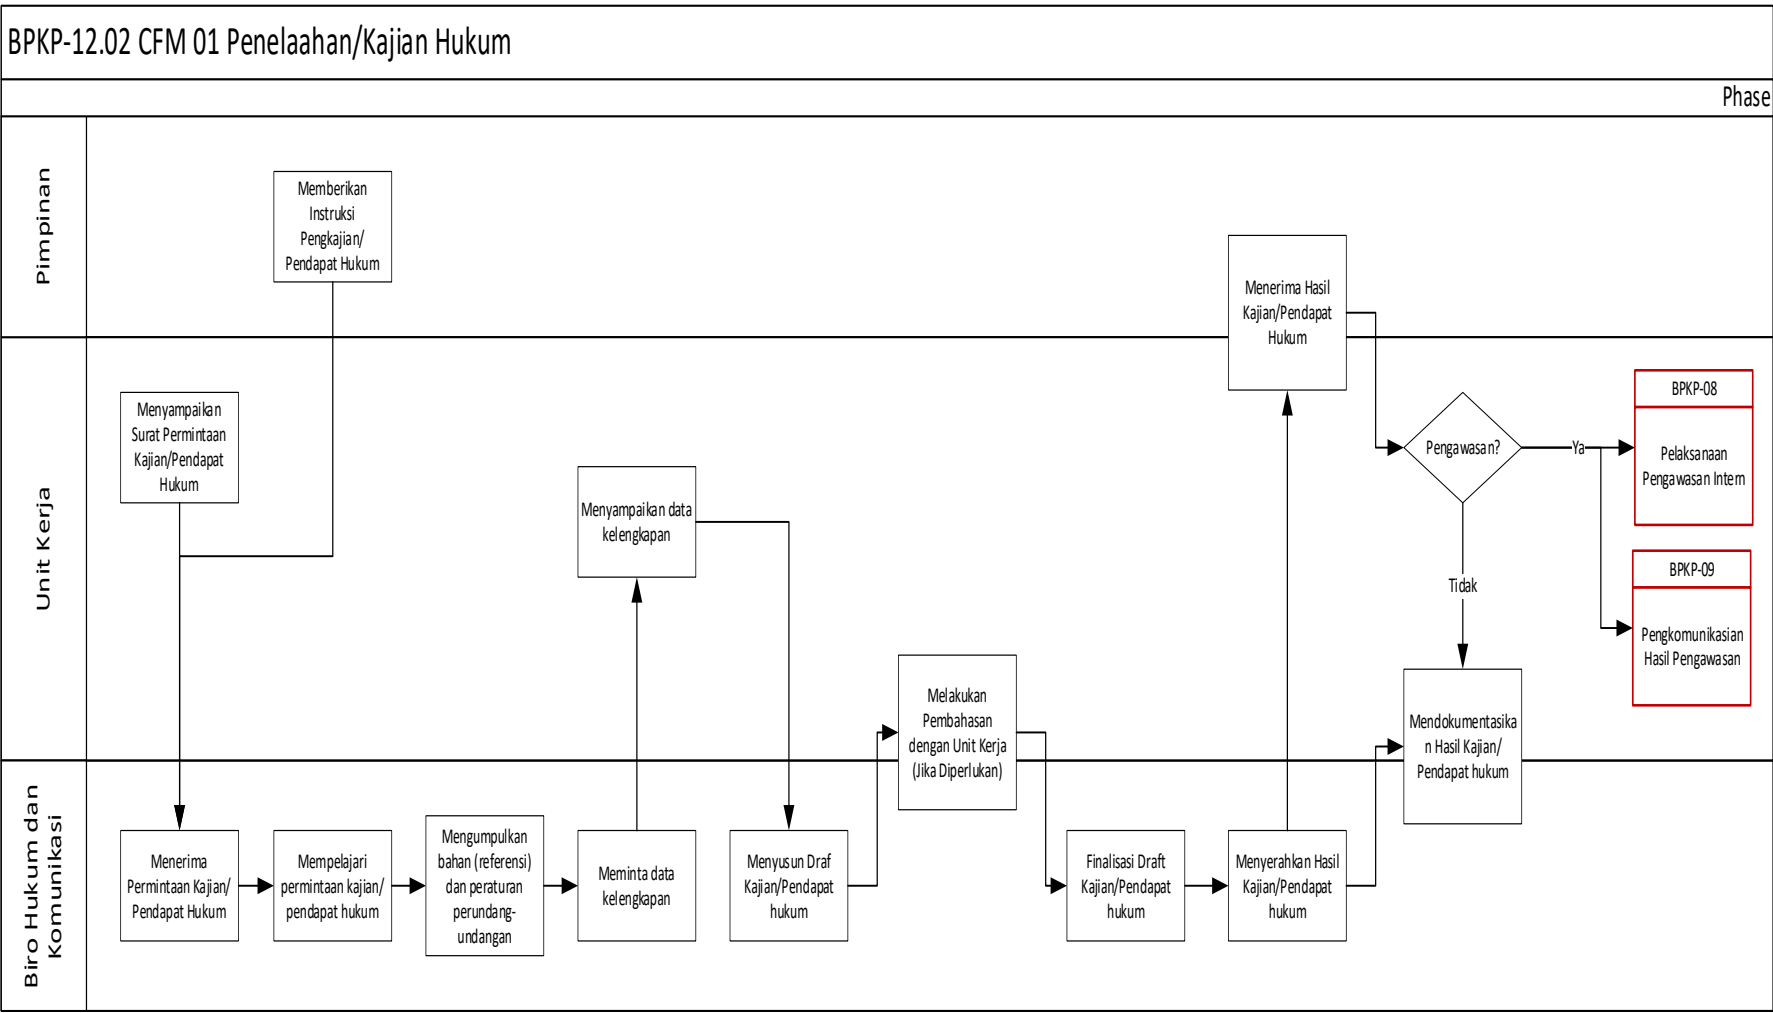 BPKP-12.02 CFM 01 Penelaahan/Kajian Hukum
Phase
Pimpinan
Memberikan
Instruksi
Pengkajian/
Pendapat Hukum
Menerima Hasil
Kajian/Pendapat
Hukum
Unit Kerja
Menyampaikan
Surat Permintaan
Kajian/Pendapat
Hukum
Menyampaikan data
kelengkapan
Melakukan
Pembahasan
dengan Unit Kerja
(Jika Diperlukan)
Pengawasan?
Ya
Tidak
BPKP-08
Pelaksanaan
Pengawasan Intern
BPKP-09
Pengkomunikasian
Hasil Pengawasan
Mendokumentasika
n Hasil Kajian/
Pendapat hukum
Biro Hukum dan
Komunikasi
Menerima
Permintaan Kajian/
Pendapat Hukum
Mempelajari
permintaan kajian/
pendapat hukum
Mengumpulkan
bahan (referensi)
dan peraturan
perundang-
undangan
Meminta data
kelengkapan
Menyusun Draf
Kajian/Pendapat
hukum
Finalisasi Draft
Kajian/Pendapat
hukum
Menyerahkan Hasil
Kajian/Pendapat
hukum